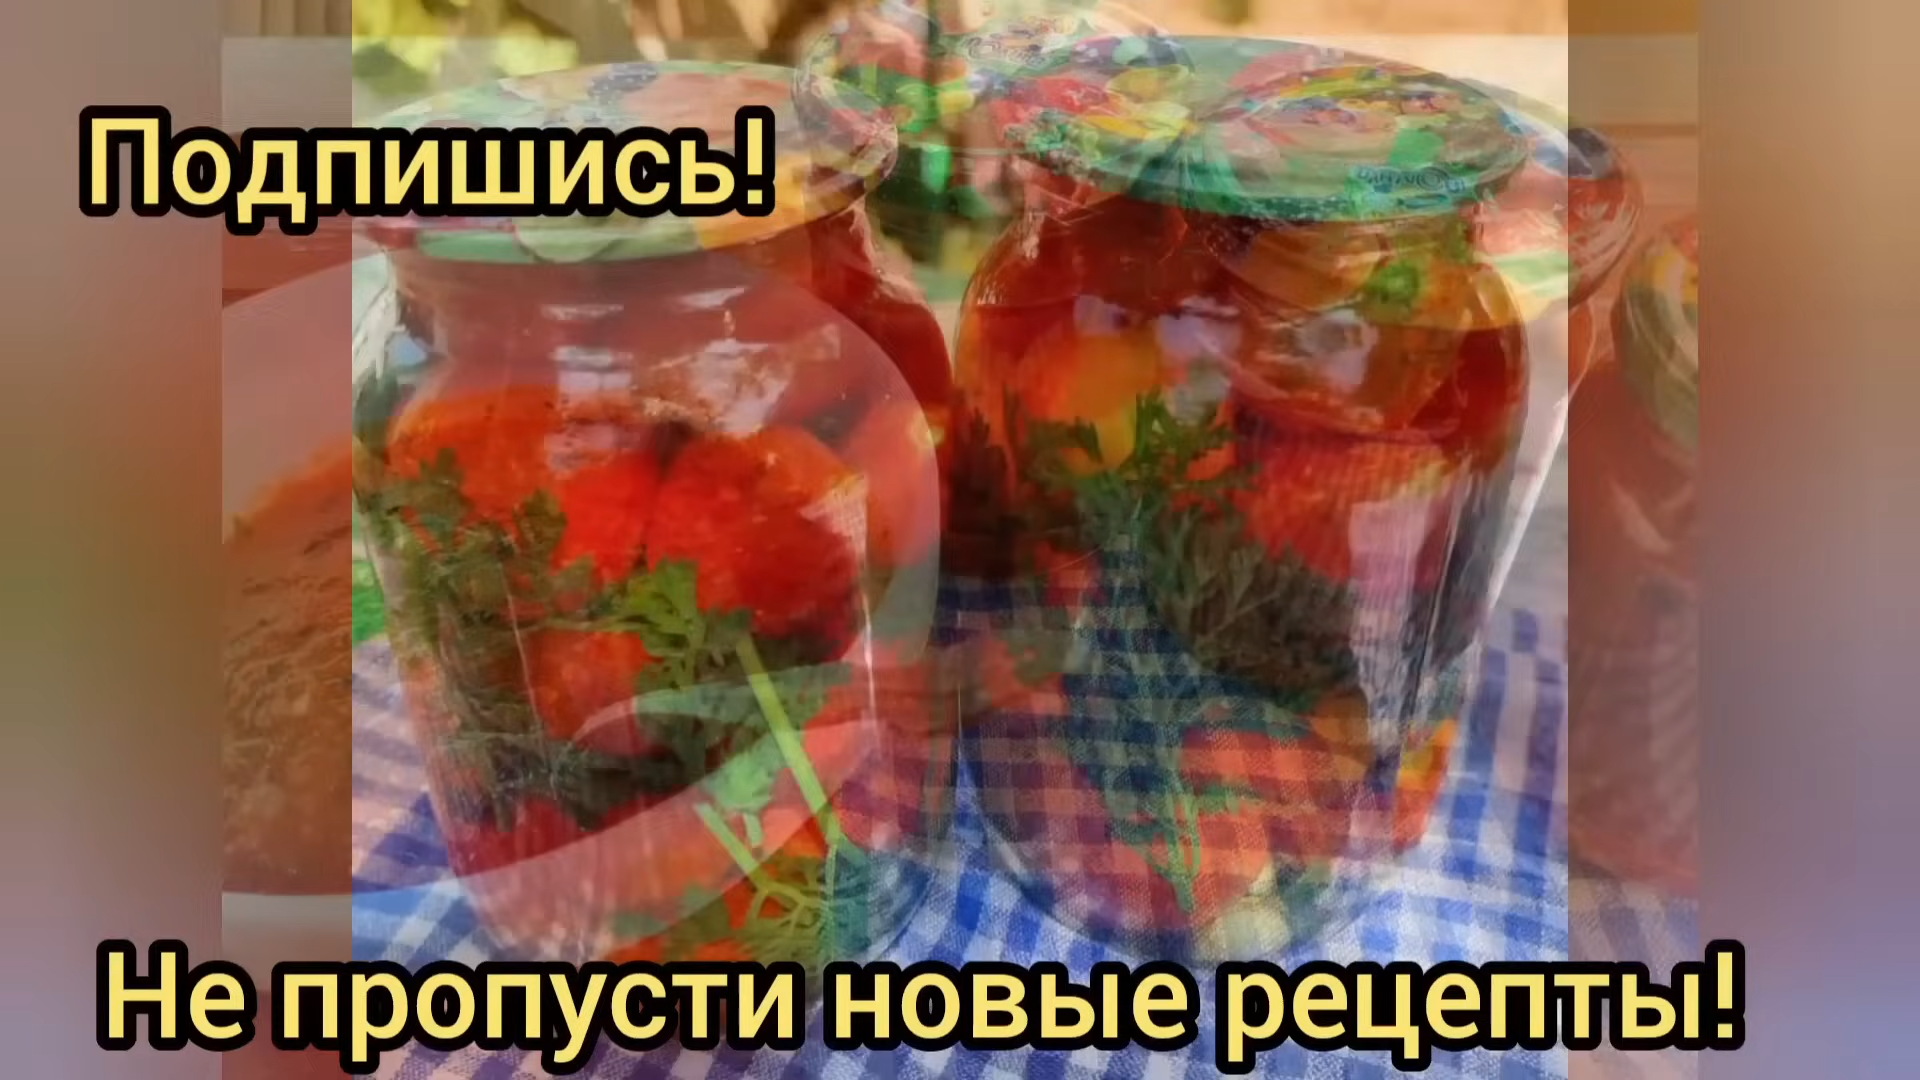 Подпишись!
Не пропусти новые рецепты!